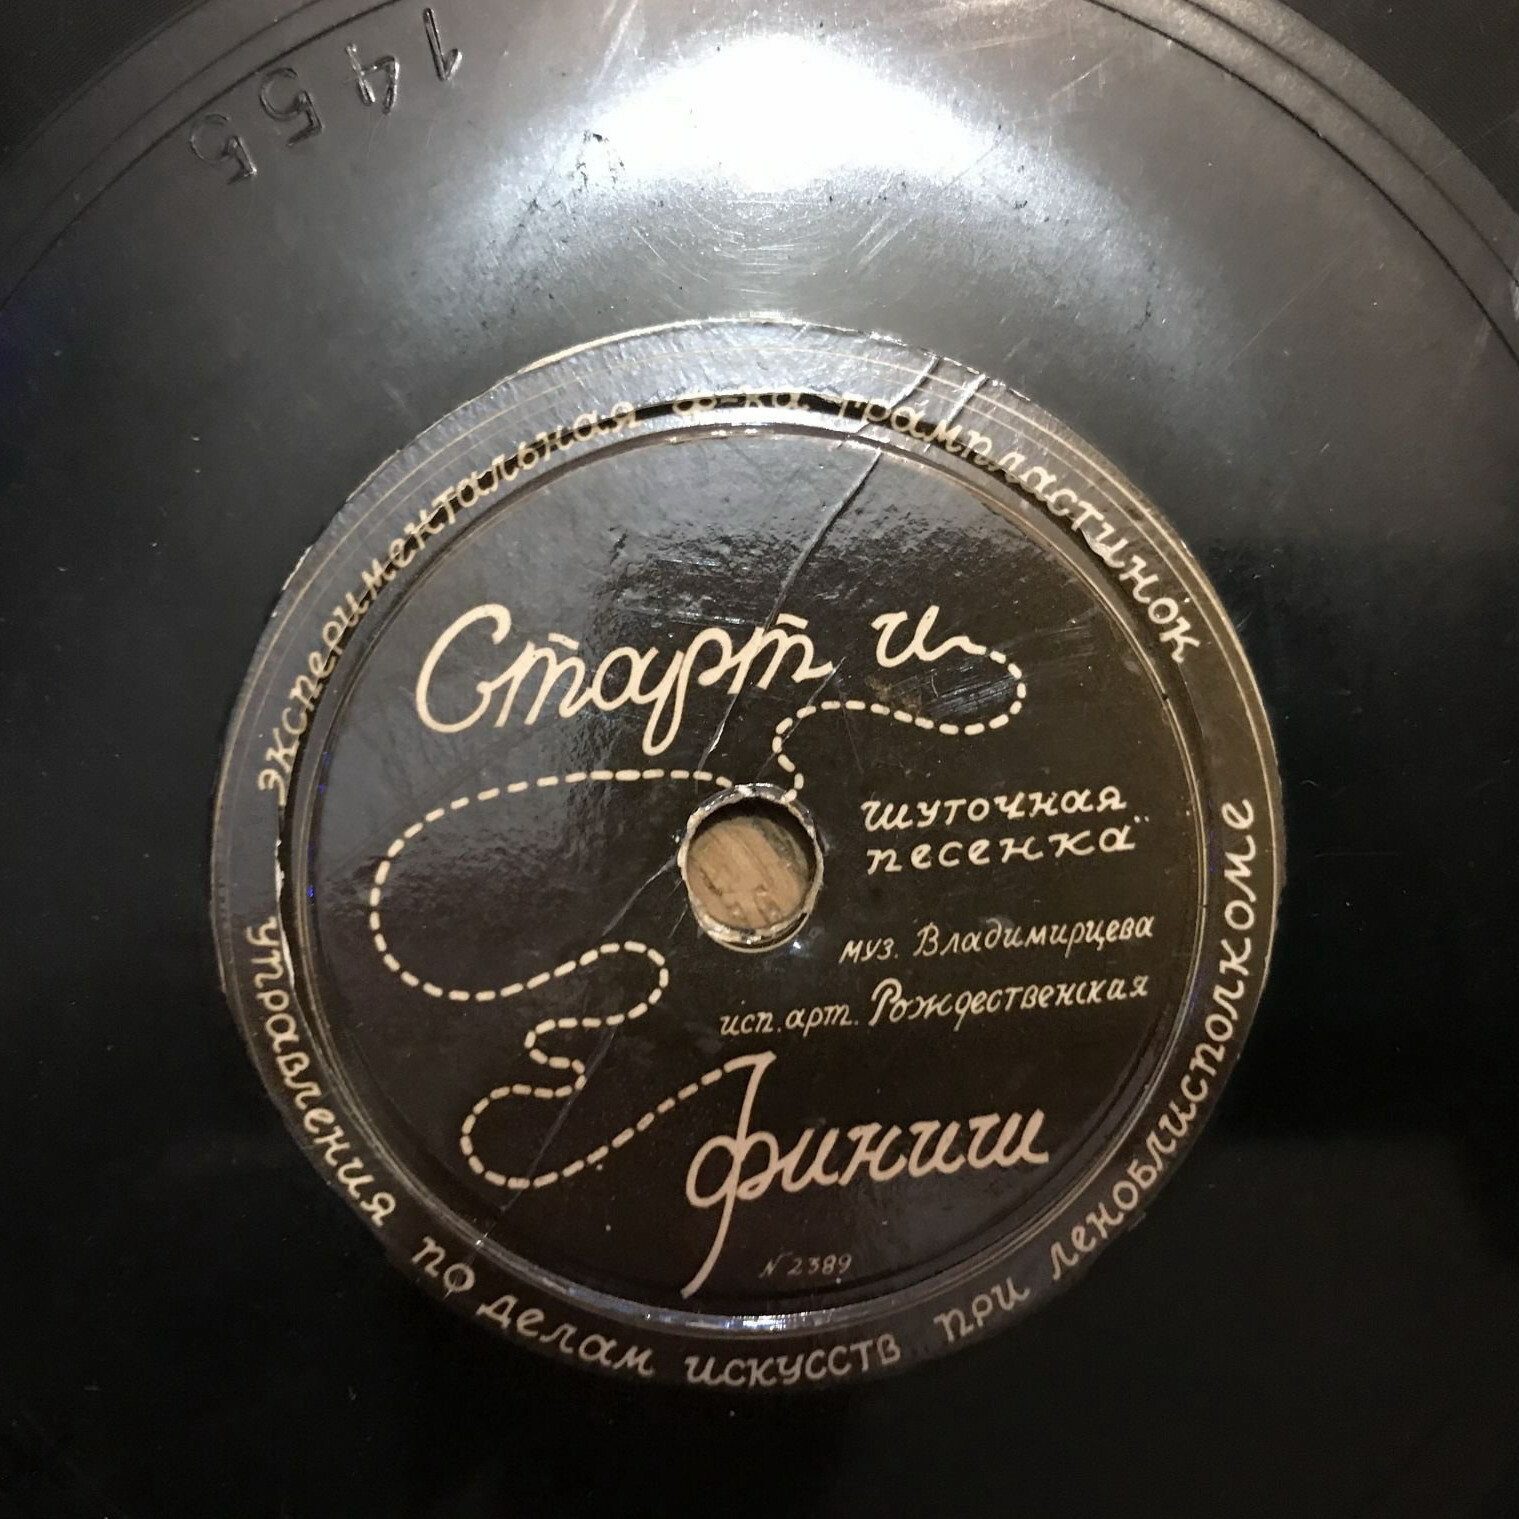 1455
экспериментальная ф-ка грампластинок
управления по делам искусств при леноблисполкоме
Старт и
шуточная
песенка"
муз. Владимирцева
исп. арт. Рождественская
финиш
N 2389